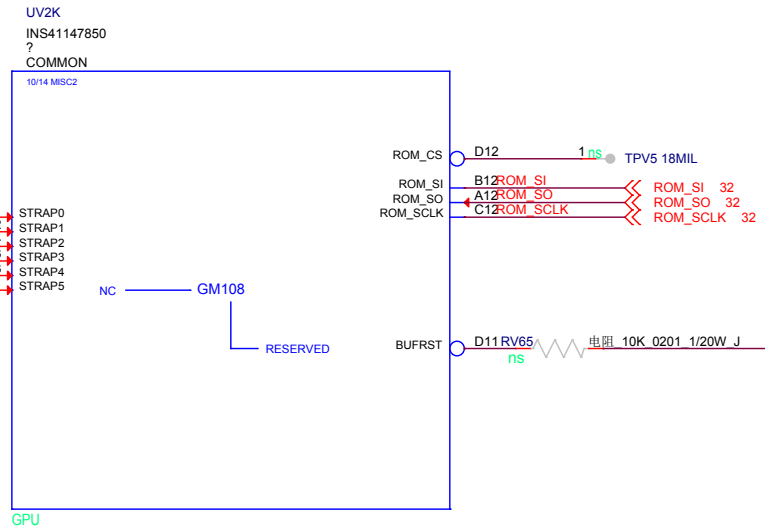 UV2K
INS41147850
?
COMMON
10/14 MISC2
ROM_CS D12 1 ns TPV5 18MIL
ROM_SI B12 ROM_SI ROM_SI 32
ROM_SO A12 ROM_SO ROM_SO 32
ROM_SCLK C12 ROM_SCLK ROM_SCLK 32
STRAP0
STRAP1
STRAP2
STRAP3
STRAP4
STRAP5
NC GM108
RESERVED
BUFRST D11 RV65 电阻_10K_0201_1/20W_J
ns
GPU